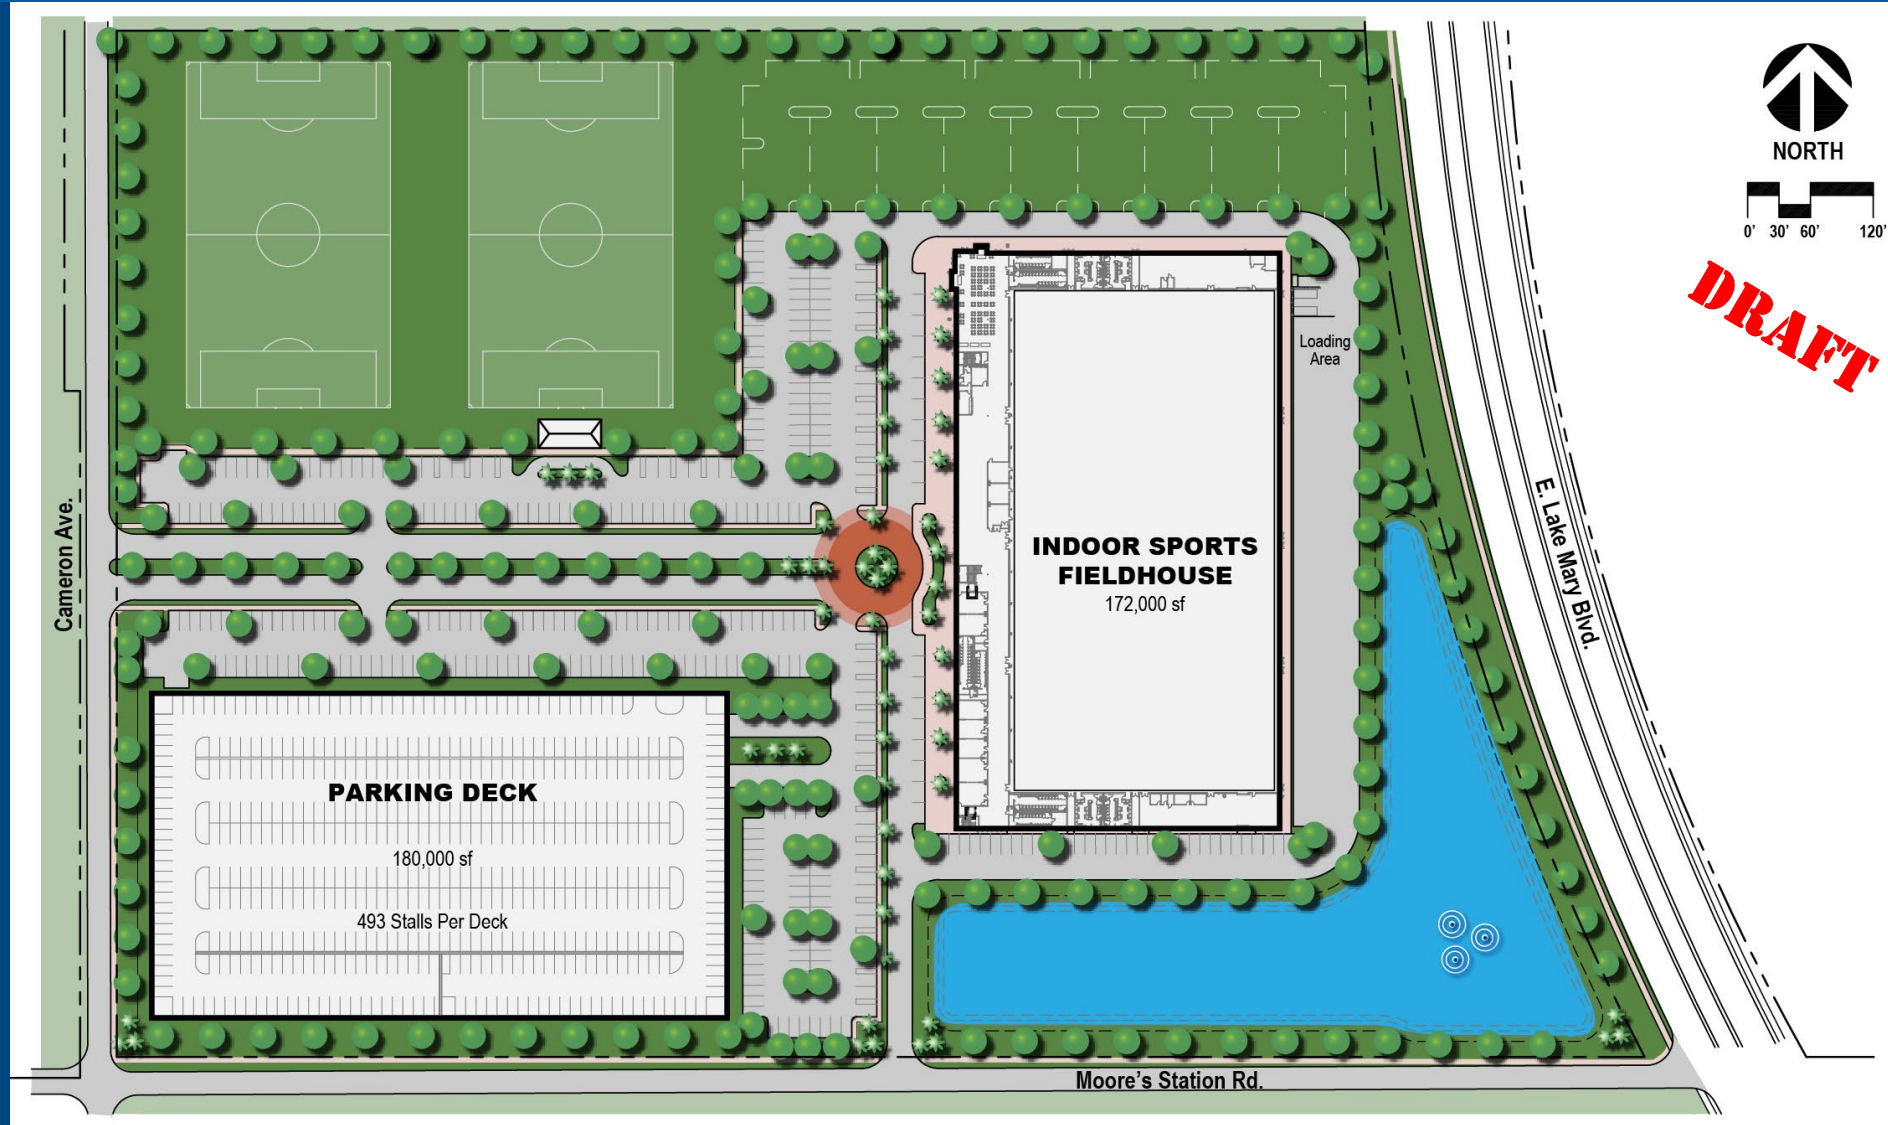 NORTH
0' 30' 60' 120'
DRAFT
Loading
Area
E. Lake Mary Blvd.
Cameron Ave.
INDOOR SPORTS
FIELDHOUSE
172,000 sf
PARKING DECK
180,000 sf
493 Stalls Per Deck
Moore's Station Rd.